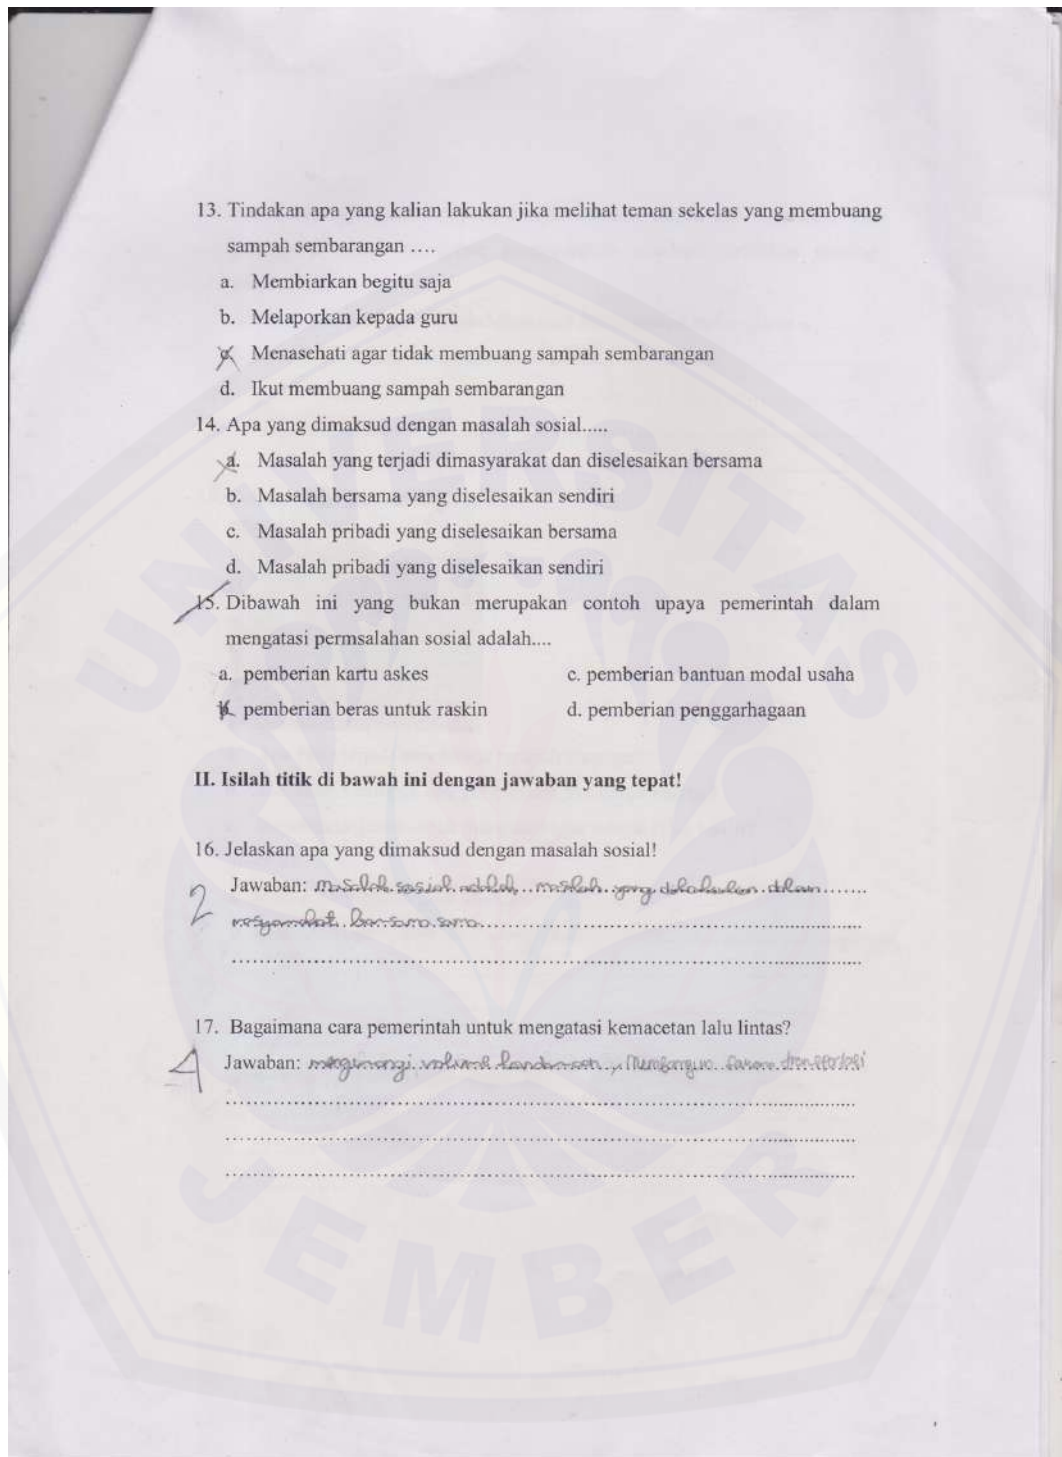 13. Tindakan apa yang kalian lakukan jika melihat teman sekelas yang membuang
sampah sembarangan ....
a. Membiarkan begitu saja
b. Melaporkan kepada guru
c. Menasehati agar tidak membuang sampah sembarangan
d. Ikut membuang sampah sembarangan
14. Apa yang dimaksud dengan masalah sosial.....
a. Masalah yang terjadi dimasyarakat dan diselesaikan bersama
b. Masalah bersama yang diselesaikan sendiri
c. Masalah pribadi yang diselesaikan bersama
d. Masalah pribadi yang diselesaikan sendiri
15. Dibawah ini yang bukan merupakan contoh upaya pemerintah dalam
mengatasi permsalahan sosial adalah....
a. pemberian kartu askes c. pemberian bantuan modal usaha
b. pemberian beras untuk raskin d. pemberian penggarhagaan
II. Isilah titik di bawah ini dengan jawaban yang tepat!
16. Jelaskan apa yang dimaksud dengan masalah sosial!
Jawaban: Masalah sosial adalah masalah yang dalam
2
17. Bagaimana cara pemerintah untuk mengatasi kemacetan lalu lintas?
4
Jawaban: volume , Membangun
UNIVERSITAS
JEMBER